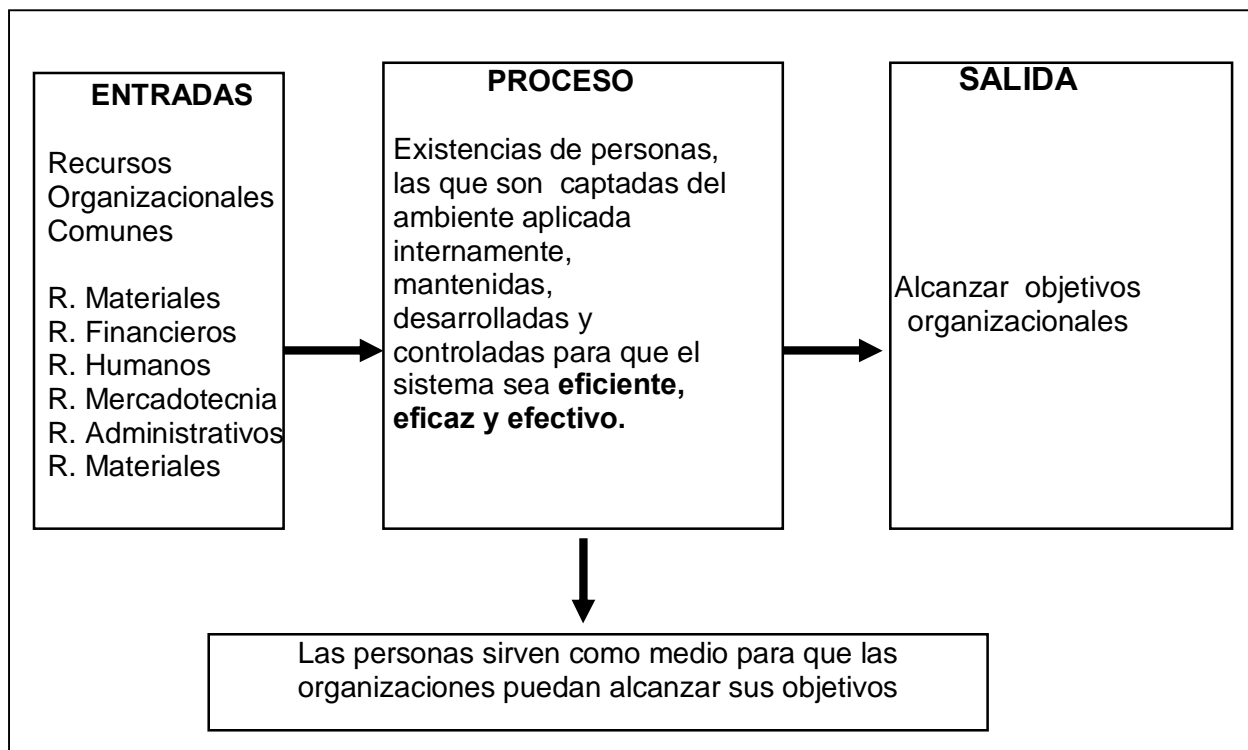 ENTRADAS
Recursos
Organizacionales
Comunes
R. Materiales
R. Financieros
R. Humanos
R. Mercadotecnia
R. Administrativos
R. Materiales
PROCESO
Existencias de personas,
las que son captadas del
ambiente aplicada
internamente,
mantenidas,
desarrolladas y
controladas para que el
sistema sea eficiente,
eficaz y efectivo.
SALIDA
Alcanzar objetivos
organizacionales
Las personas sirven como medio para que las
organizaciones puedan alcanzar sus objetivos